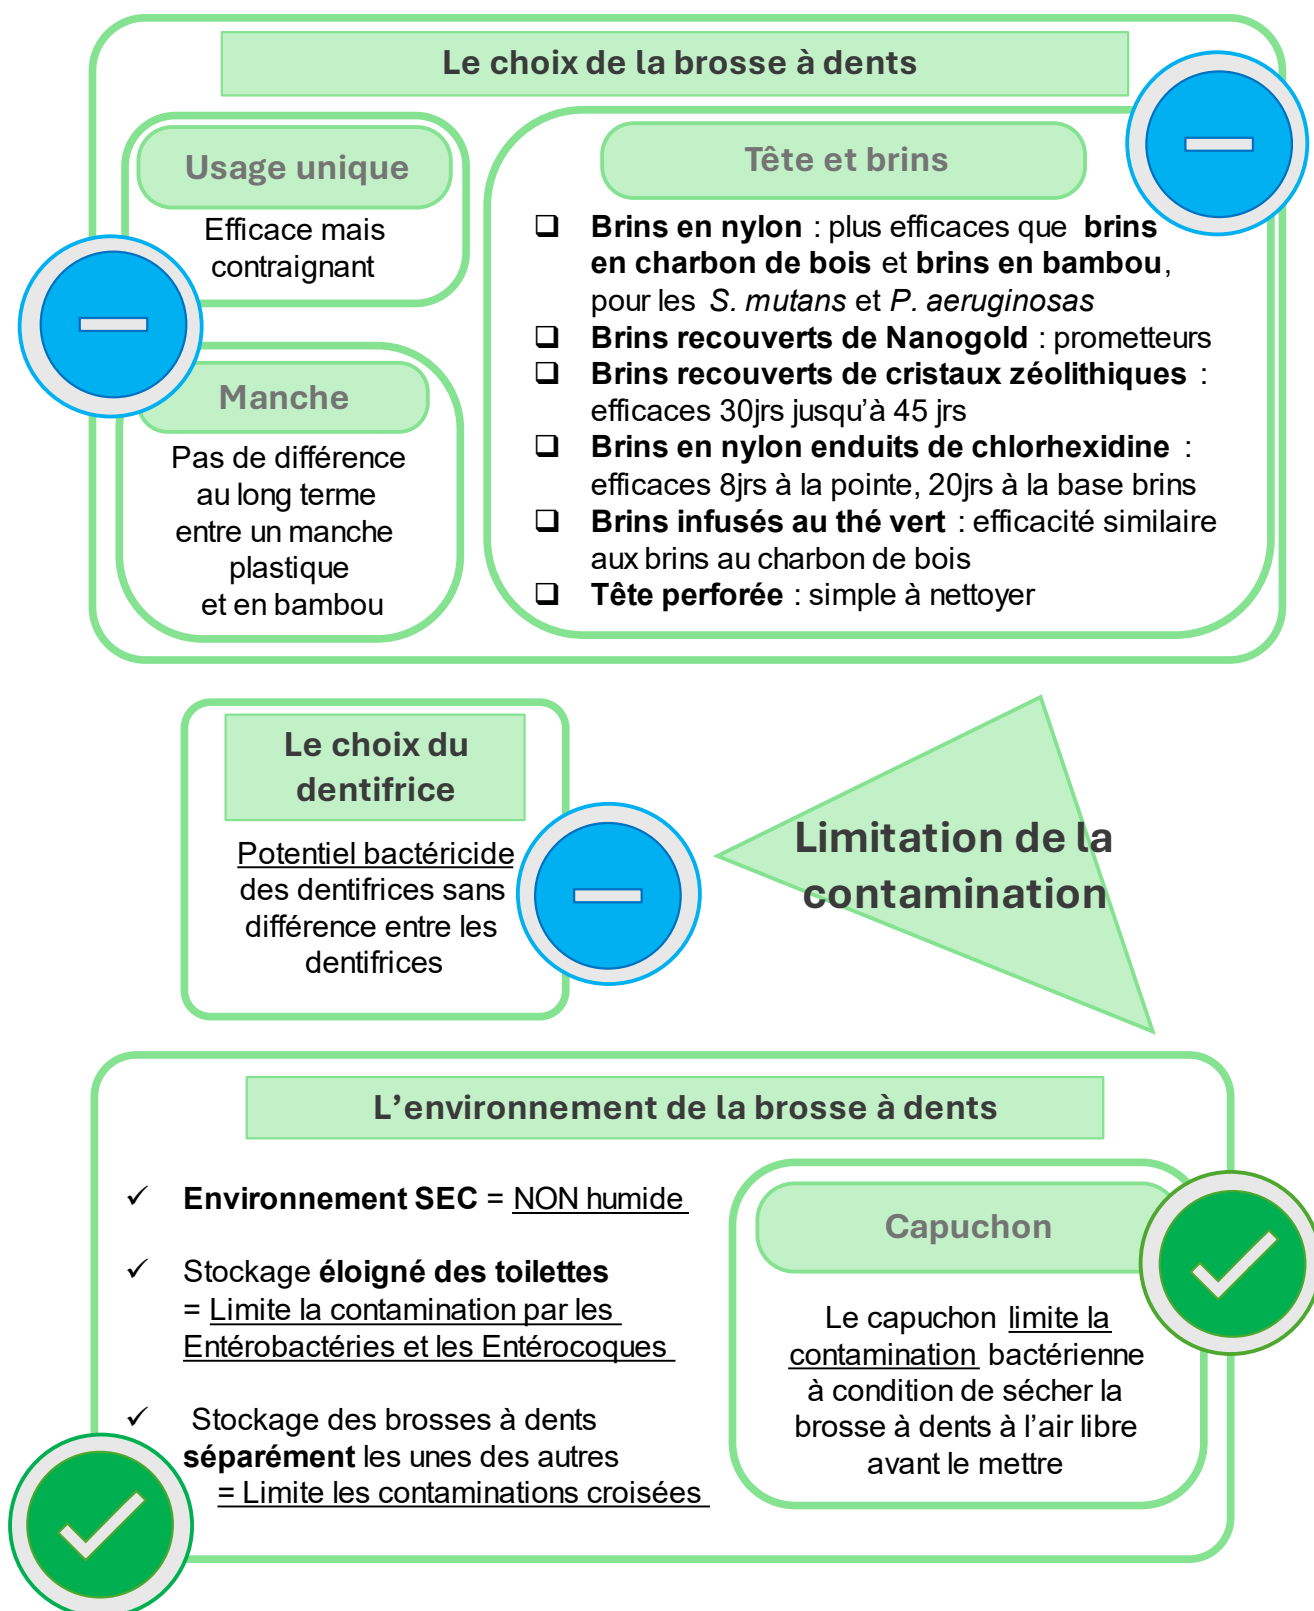 Le choix de la brosse à dents
Usage unique
Efficace mais
contraignant
Manche
Pas de différence
au long terme
entre un manche
plastique
et en bambou
Tête et brins
❑ Brins en nylon : plus efficaces que brins
en charbon de bois et brins en bambou,
pour les S. mutans et P. aeruginosas
❑ Brins recouverts de Nanogold : prometteurs
❑ Brins recouverts de cristaux zéolithiques :
efficaces 30jrs jusqu’à 45 jrs
❑ Brins en nylon enduits de chlorhexidine :
efficaces 8jrs à la pointe, 20jrs à la base brins
❑ Brins infusés au thé vert : efficacité similaire
aux brins au charbon de bois
❑ Tête perforée : simple à nettoyer
Le choix du
dentifrice
Potentiel bactéricide
des dentifrices sans
différence entre les
dentifrices
Limitation de la
contamination
L’environnement de la brosse à dents
✓ Environnement SEC = NON humide
✓ Stockage éloigné des toilettes
= Limite la contamination par les
Entérobactéries et les Entérocoques
✓ Stockage des brosses à dents
séparément les unes des autres
= Limite les contaminations croisées
Capuchon
Le capuchon limite la
contamination bactérienne
à condition de sécher la
brosse à dents à l’air libre
avant le mettre